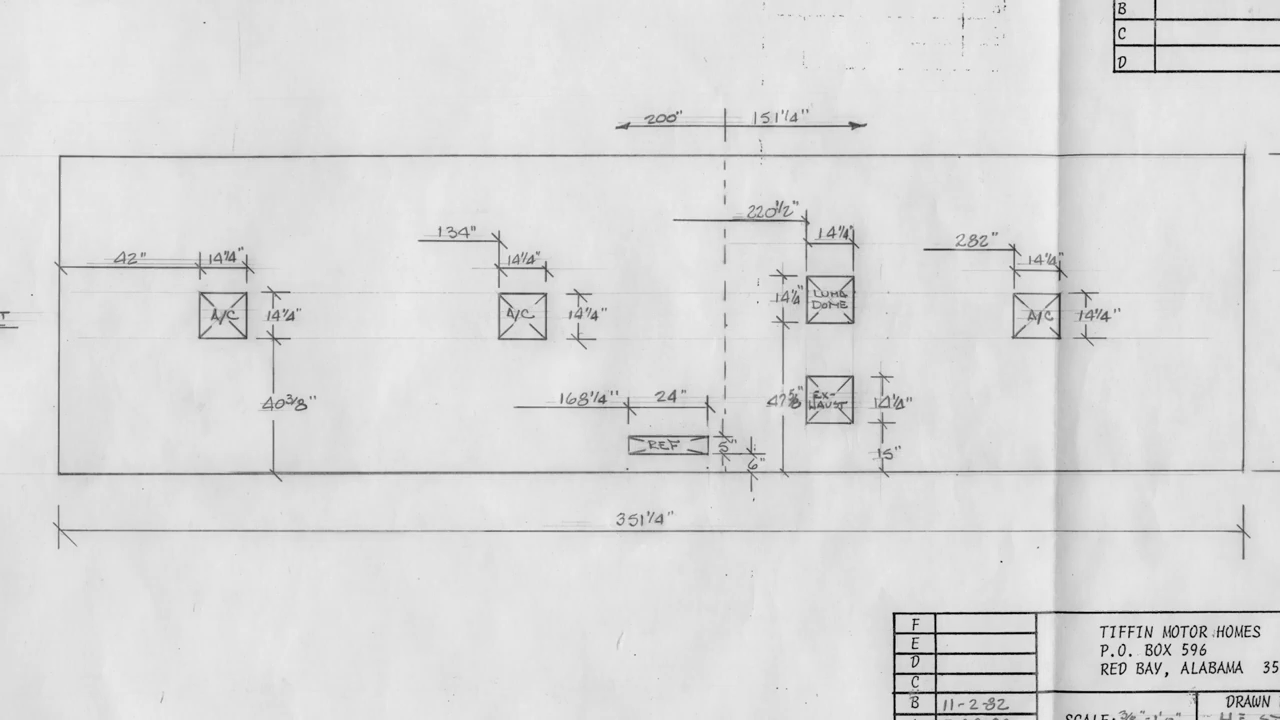 B
C
D
200" 151 1/4"
220 1/2"
134"
14 1/4"
282"
42" 14 1/4"
14 1/4"
14 1/4"
A/C
14 1/4"
A/C
14 1/4"
14 1/4"
LUMA
DOME
A/C
14 1/4"
40 3/8"
168 1/4" 24"
EX-
HAUST
14 1/4"
REF
5"
6"
15"
351 1/4"
F
E
D
C
B 11-2-82
TIFFIN MOTOR HOMES
P.O. BOX 596
RED BAY, ALABAMA 35
DRAWN
SCALE: